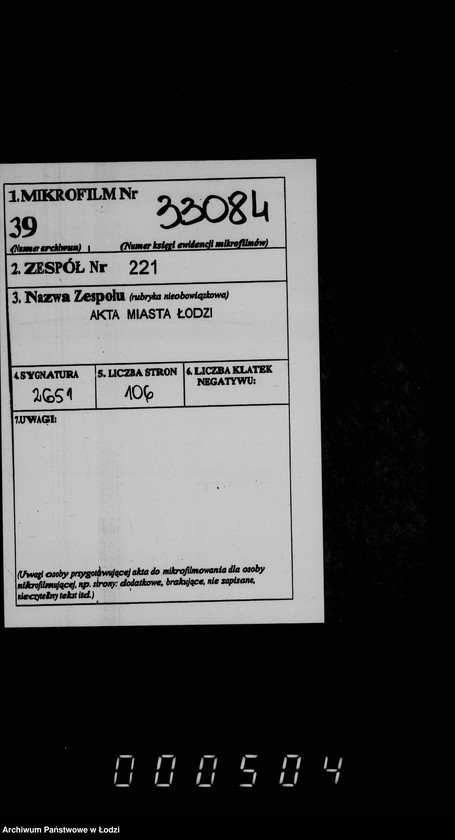 1.MIKROFILM Nr
33084
39
(Numer archiwum) (Numer księgi ewidencji mikrofilmów)
2. ZESPÓŁ Nr 221
3. Nazwa Zespołu (rubryka nieobowiązkowa)
AKTA MIASTA ŁODZI
4.SYGNATURA 5. LICZBA STRON 6. LICZBA KLATEK
NEGATYWU:
2651 106
7.UWAGI:
(Uwagi osoby przygotowującej akta do mikrofilmowania dla osoby
mikrofilmującej, np. strony: dodatkowe, brakujące, nie zapisane,
nieczytelny tekst itd.)
000504
Archiwum Państwowe w Łodzi